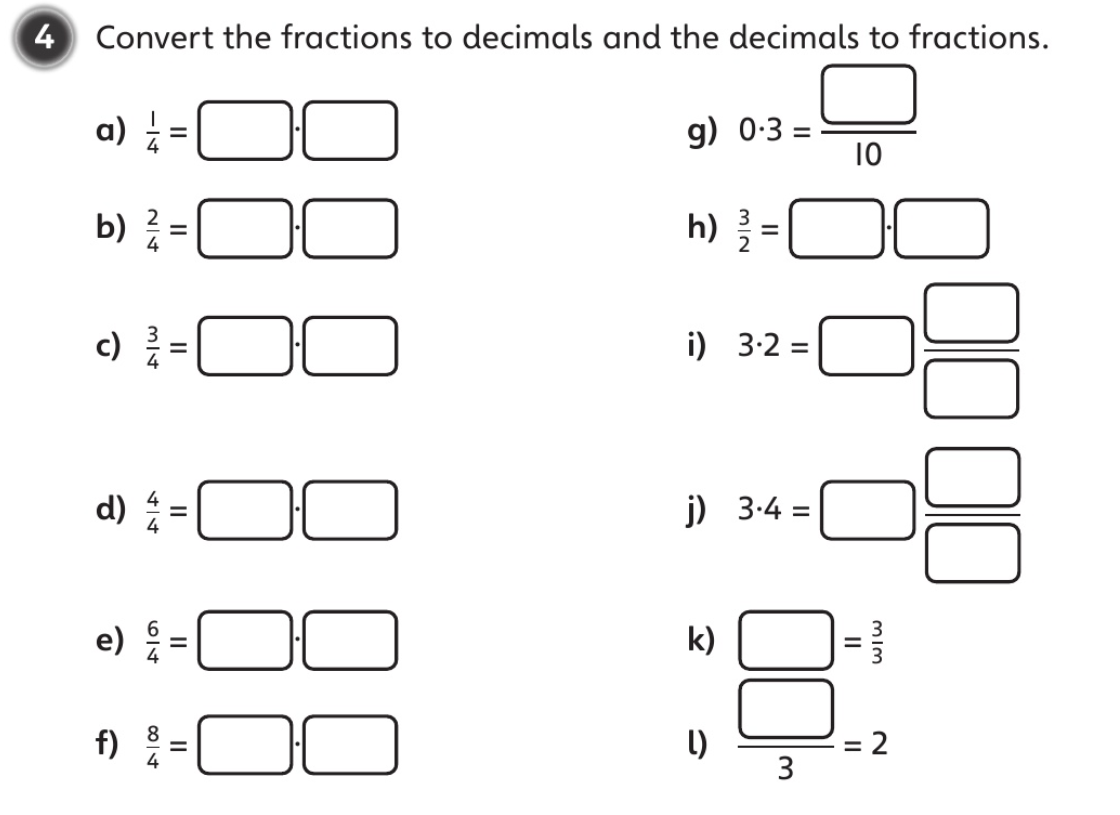 4 Convert the fractions to decimals and the decimals to fractions.
a) 1/4 = .
b) 2/4 = .
c) 3/4 = .
d) 4/4 = .
e) 6/4 = .
f) 8/4 = .
g) 0·3 = /10
h) 3/2 = .
i) 3·2 =
j) 3·4 =
k) = 3/3
l) /3 = 2